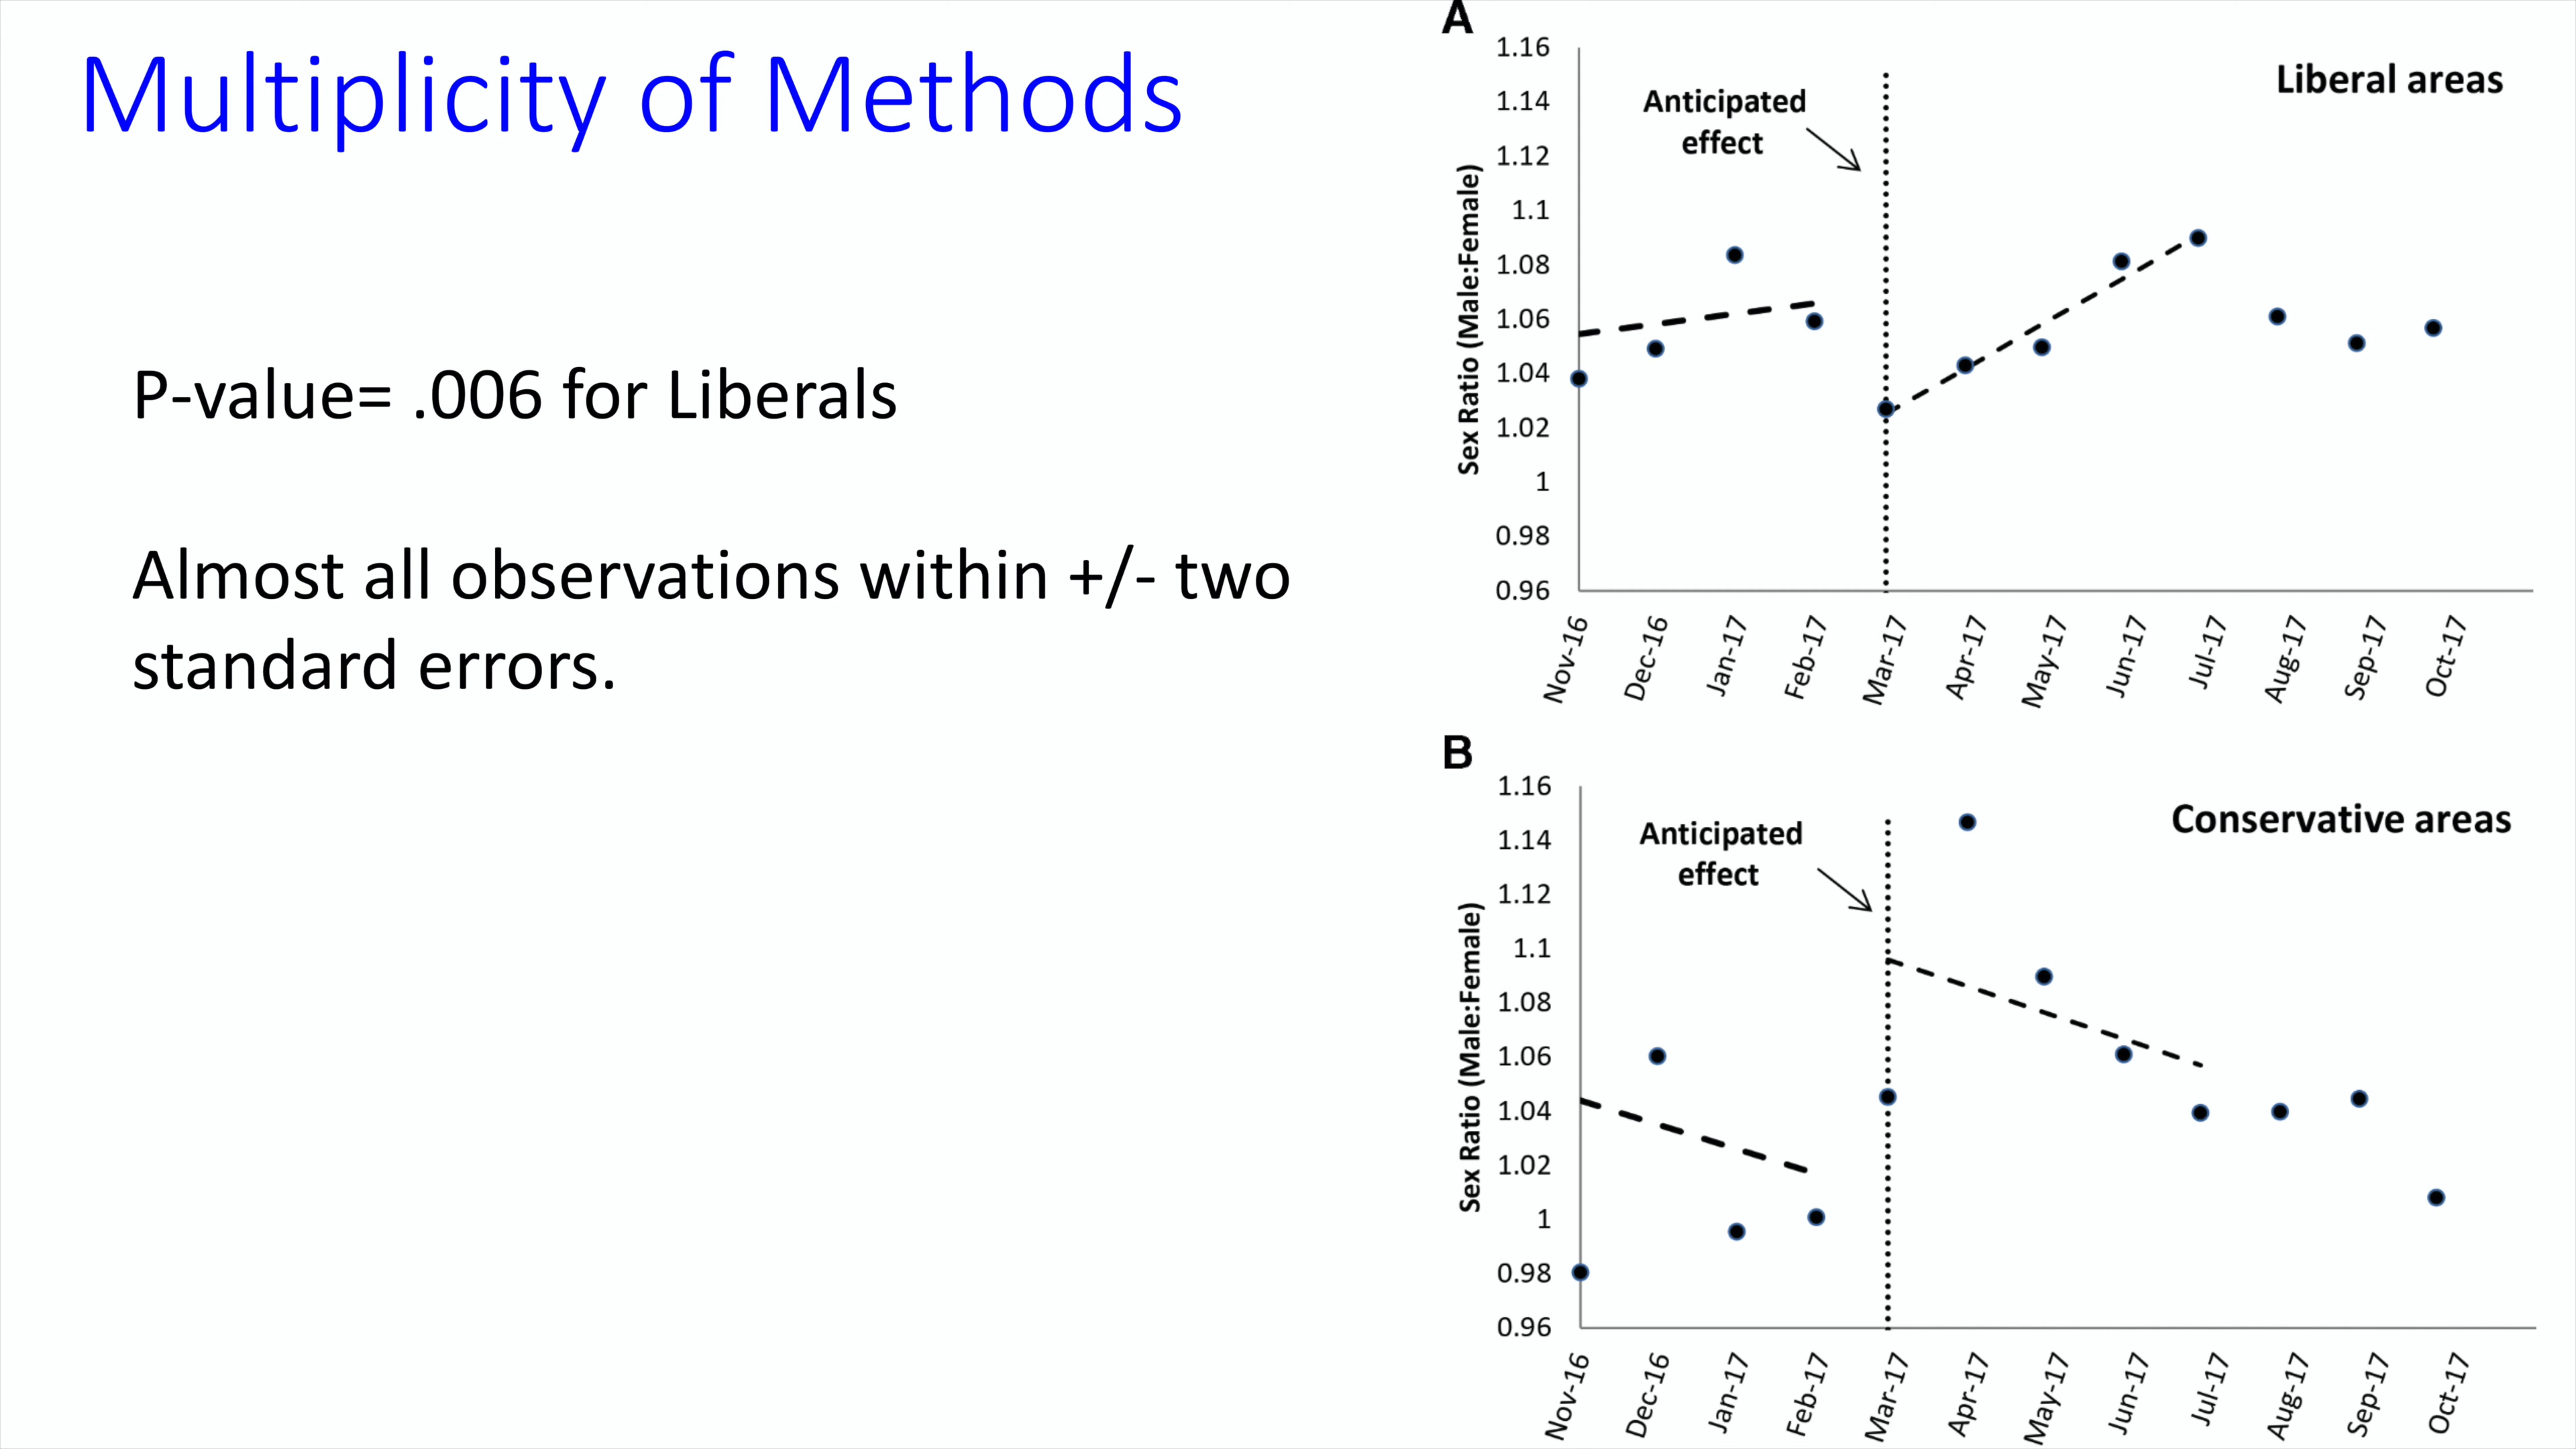 Multiplicity of Methods
P-value= .006 for Liberals
Almost all observations within +/- two
standard errors.
A
Liberal areas
Anticipated
effect
Sex Ratio (Male:Female)
1.16
1.14
1.12
1.1
1.08
1.06
1.04
1.02
1
0.98
0.96
Nov-16
Dec-16
Jan-17
Feb-17
Mar-17
Apr-17
May-17
Jun-17
Jul-17
Aug-17
Sep-17
Oct-17
B
Conservative areas
Anticipated
effect
Sex Ratio (Male:Female)
1.16
1.14
1.12
1.1
1.08
1.06
1.04
1.02
1
0.98
0.96
Nov-16
Dec-16
Jan-17
Feb-17
Mar-17
Apr-17
May-17
Jun-17
Jul-17
Aug-17
Sep-17
Oct-17